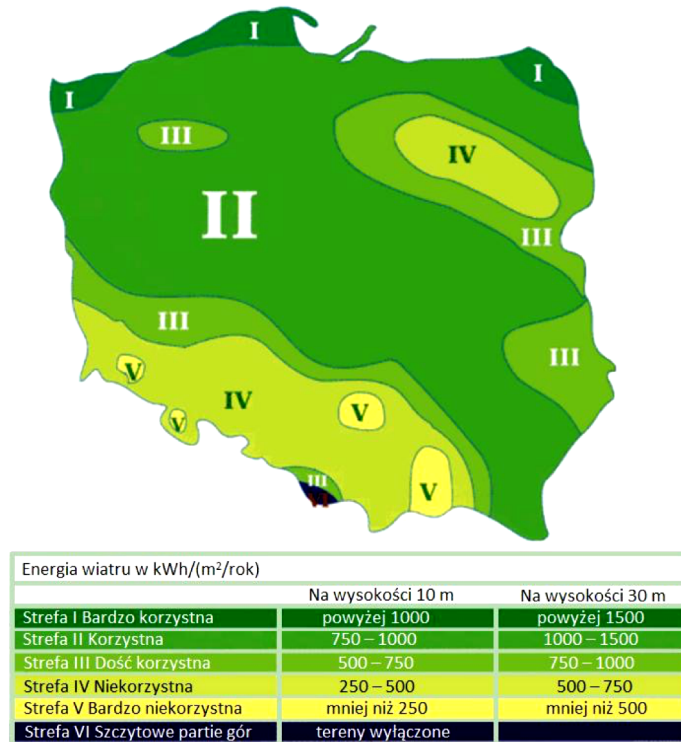 I
I
I
III
IV
II
III
III
III
V
IV
V
V
III
VI
V
Energia wiatru w kWh/(m²/rok)
Na wysokości 10 m Na wysokości 30 m
Strefa I Bardzo korzystna powyżej 1000 powyżej 1500
Strefa II Korzystna 750 – 1000 1000 – 1500
Strefa III Dość korzystna 500 – 750 750 – 1000
Strefa IV Niekorzystna 250 – 500 500 – 750
Strefa V Bardzo niekorzystna mniej niż 250 mniej niż 500
Strefa VI Szczytowe partie gór tereny wyłączone